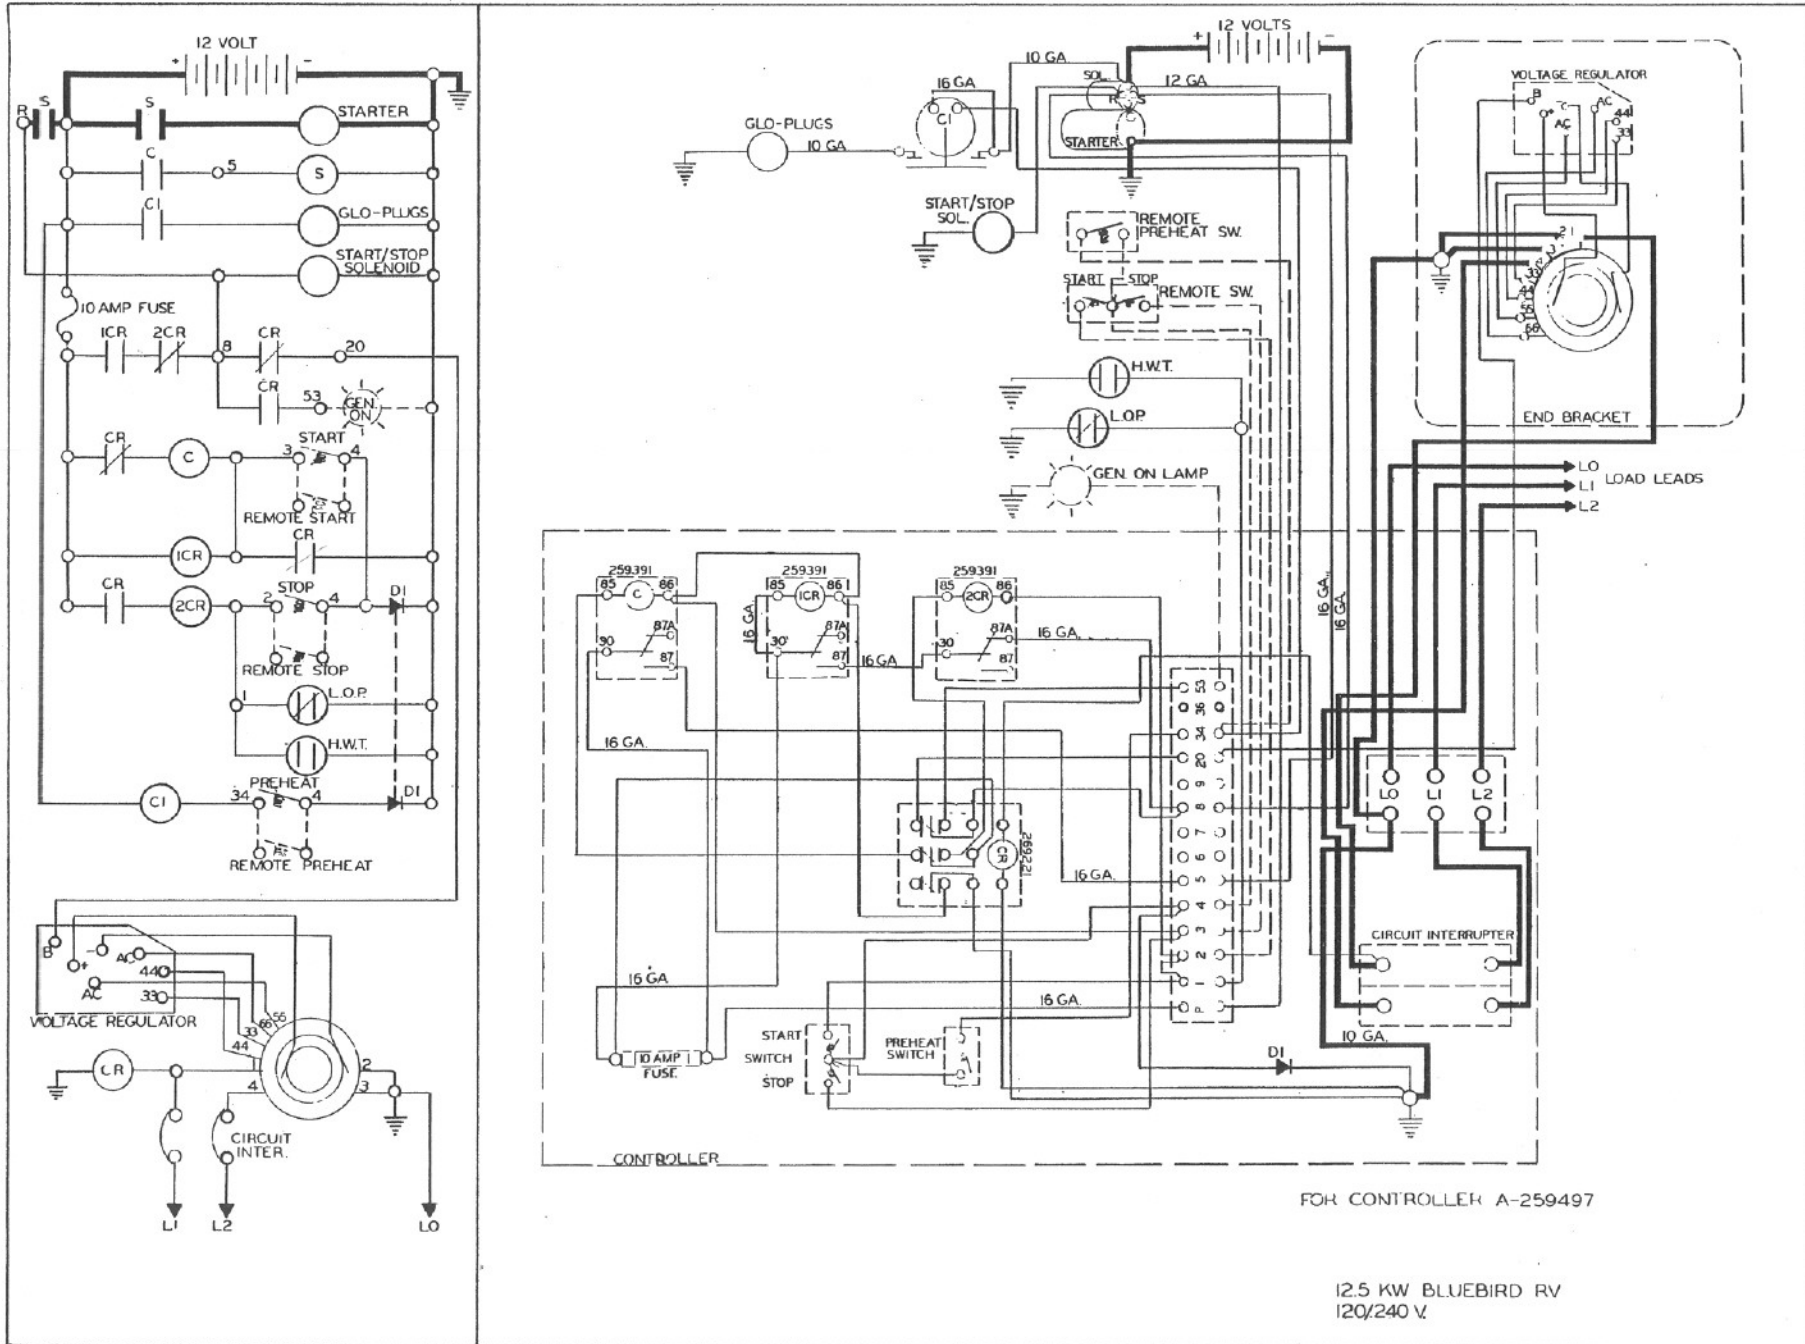 12 VOLT
+ -
R S S STARTER
C 5 S
C1 GLO-PLUGS
START/STOP
SOLENOID
10 AMP FUSE
1CR 2CR 8 CR 20
CR 53 GEN.
ON
CR C 3 START 4
REMOTE START
1CR CR
CR 2CR 2 STOP 4 D1
REMOTE STOP
1 L.O.P.
H.W.T.
PREHEAT
C1 34 4 D1
REMOTE PREHEAT
B + - AC 44
AC 33
VOLTAGE REGULATOR
44 33 66 55
CR 1 2
4 3
CIRCUIT
INTER.
L1 L2 L0
12 VOLTS
+ -
10 GA.
16 GA.
SOL.
12 GA.
R S
C1
GLO-PLUGS
10 GA.
STARTER
START/STOP
SOL.
REMOTE
PREHEAT SW.
START STOP
REMOTE SW.
H.W.T.
L.O.P.
GEN. ON LAMP
VOLTAGE REGULATOR
B + - AC 44
AC 33
2 1
3
33
44
55
66
END BRACKET
L0
L1 LOAD LEADS
L2
16 GA.
16 GA.
259391 259391 259391
85 C 86 85 1CR 86 85 2CR 86
16 GA.
30 87A 87
30 87A 87
30 87A 87
16 GA.
16 GA.
16 GA.
53
36
34
20
9
8
7
6
5
4
3
2
1
P
CR
122692
16 GA.
L0 L1 L2
CIRCUIT INTERRUPTER
16 GA.
16 GA.
10 AMP
FUSE
START
SWITCH
STOP
PREHEAT
SWITCH
D1
10 GA.
CONTROLLER
FOR CONTROLLER A-259497
12.5 KW BLUEBIRD RV
120/240 V.